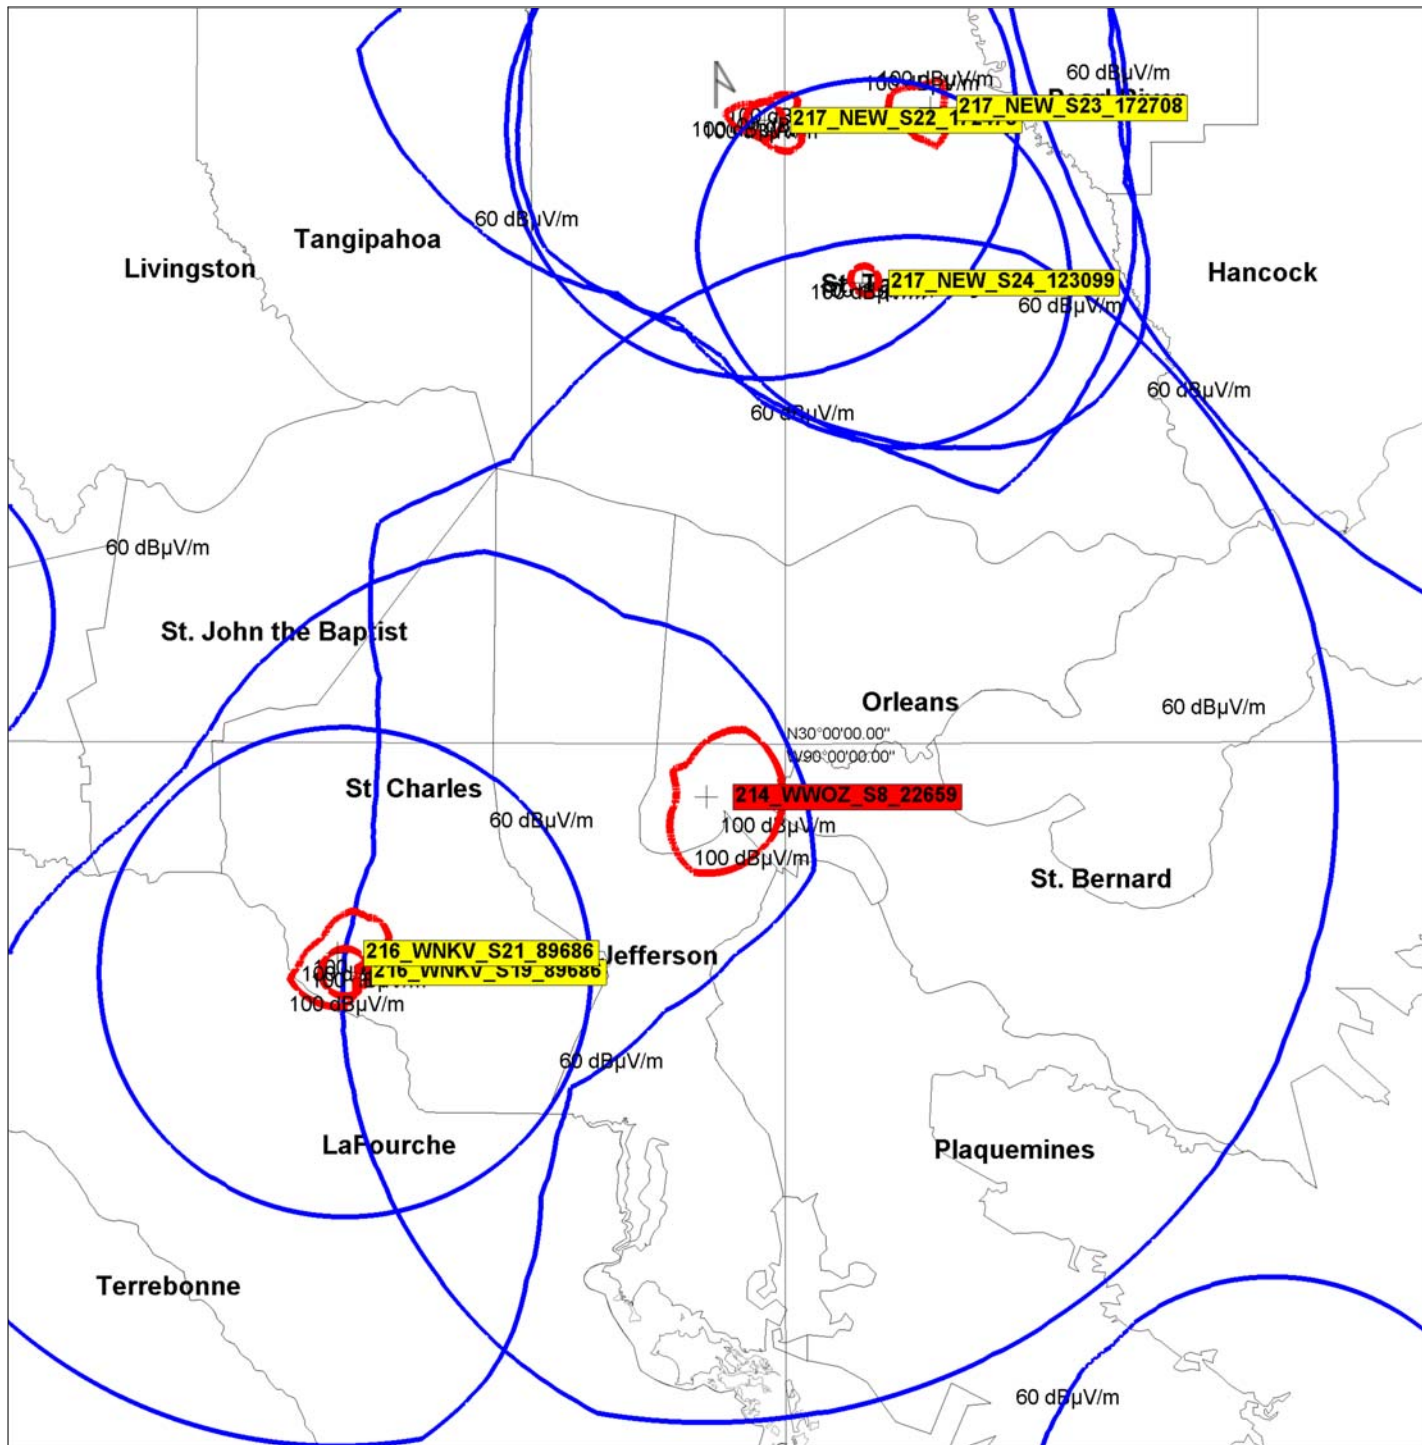 60 dBµV/m
100 dBµV/m
217_NEW_S23_172708
217_NEW_S22_
60 dBµV/m
Tangipahoa
Livingston
Hancock
217_NEW_S24_123099
60 dBµV/m
60 dBµV/m
60 dBµV/m
60 dBµV/m
St. John the Baptist
Orleans
60 dBµV/m
N30°00'00.00"
W90°00'00.00"
St. Charles
214_WWOZ_S8_22659
60 dBµV/m
100 dBµV/m
100 dBµV/m
St. Bernard
216_WNKV_S21_89686
Jefferson
216_WNKV_S19_89686
100 dBµV/m
60 dBµV/m
LaFourche
Plaquemines
Terrebonne
60 dBµV/m